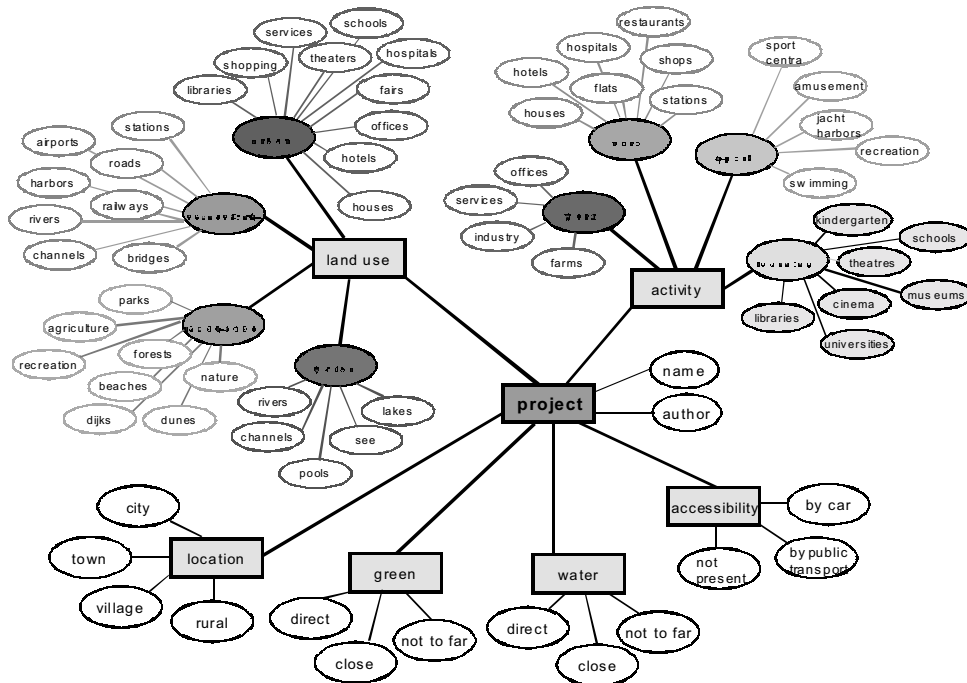 schools
services
theaters
hospitals
shopping
libraries
fairs
offices
hotels
houses
restaurants
hospitals
shops
hotels
flats
stations
houses
sport
centra
amusement
jacht
harbors
recreation
swimming
stations
airports
roads
harbors
railways
rivers
channels
bridges
land use
offices
services
industry
farms
activity
kindergarten
schools
theatres
museums
cinema
libraries
universities
parks
agriculture
forests
recreation
beaches
nature
dijks
dunes
rivers
lakes
channels
see
pools
project
name
author
city
town
location
village
rural
green
direct
not to far
close
water
direct
not to far
close
accessibility
by car
not
present
by public
transport